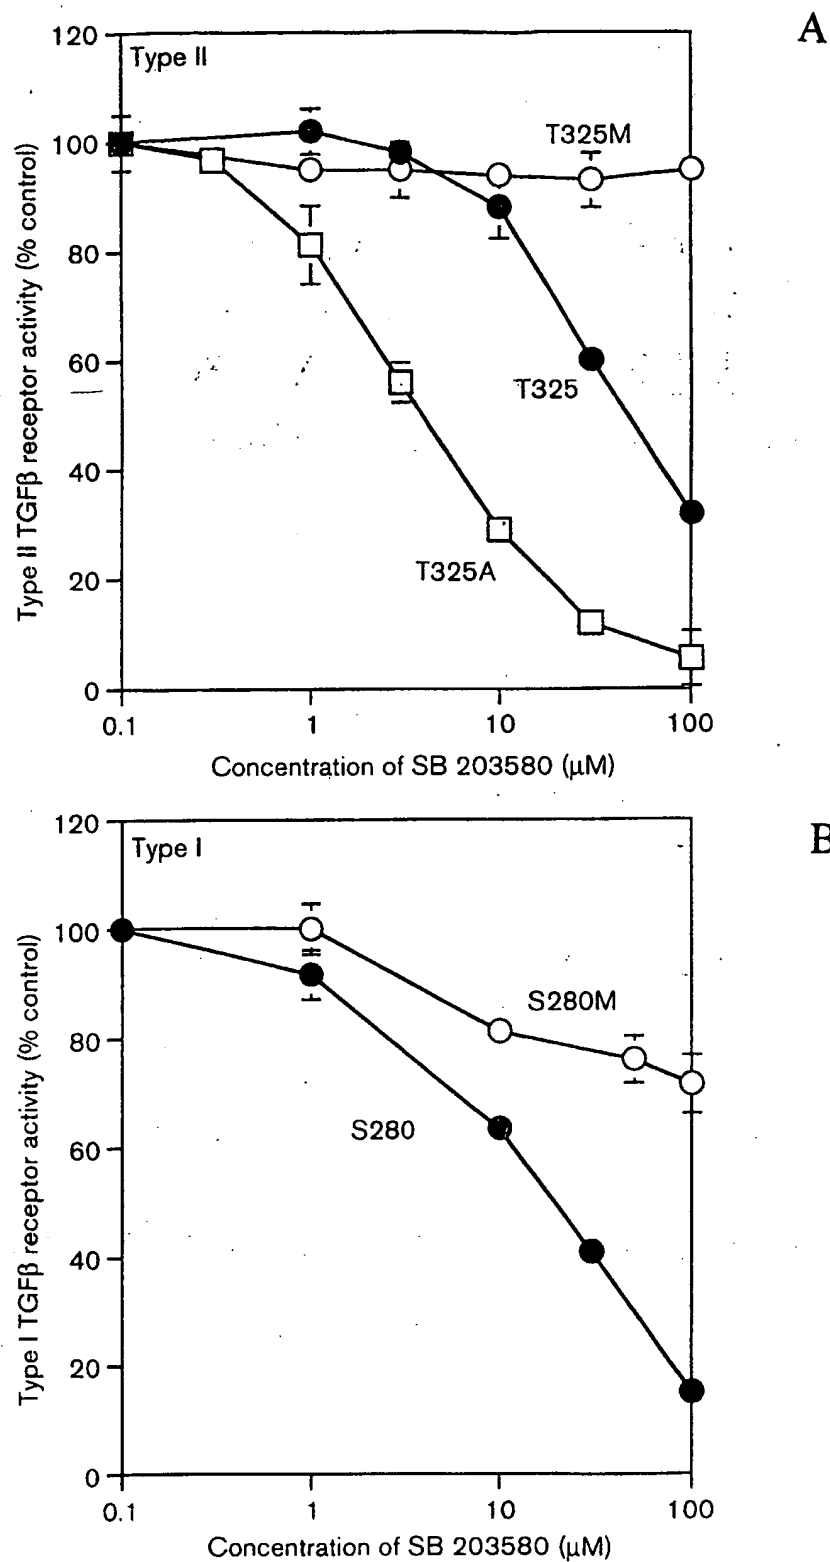 A
120
Type II
T325M
100
80
60
T325
40
T325A
20
0
0.1 1 10 100
Type II TGFβ receptor activity (% control)
Concentration of SB 203580 (μM)
B
120
Type I
100
S280M
80
S280
60
40
20
0
0.1 1 10 100
Type I TGFβ receptor activity (% control)
Concentration of SB 203580 (μM)